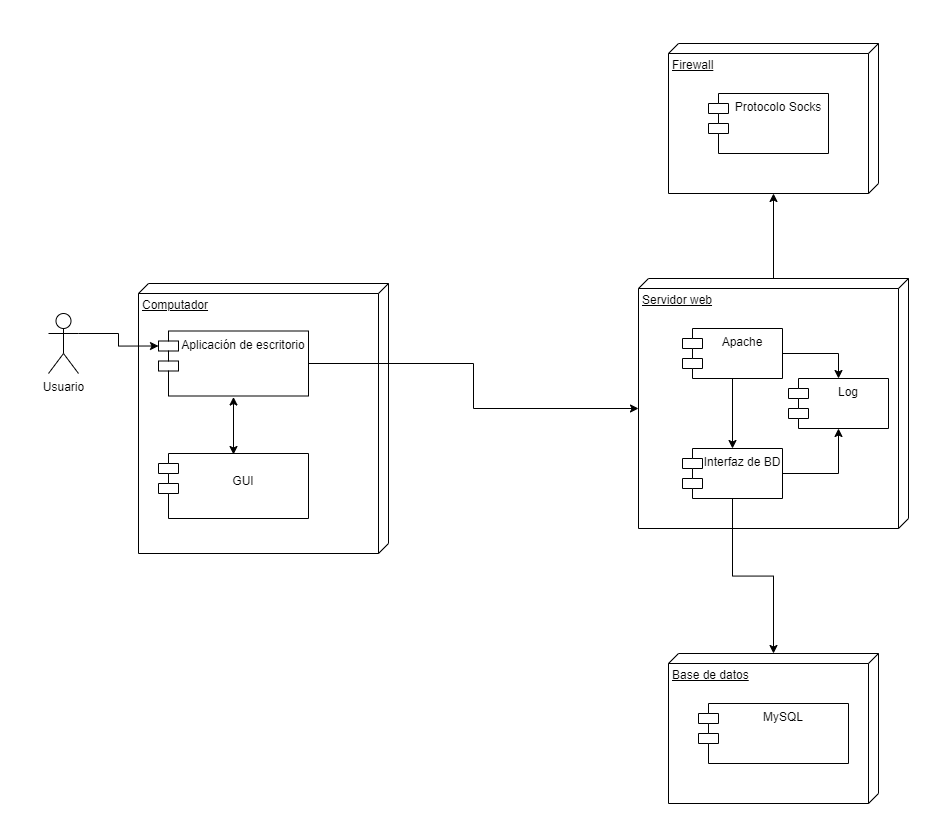 Firewall
Protocolo Socks
Computador
Aplicación de escritorio
Usuario
GUI
Servidor web
Apache
Log
Interfaz de BD
Base de datos
MySQL